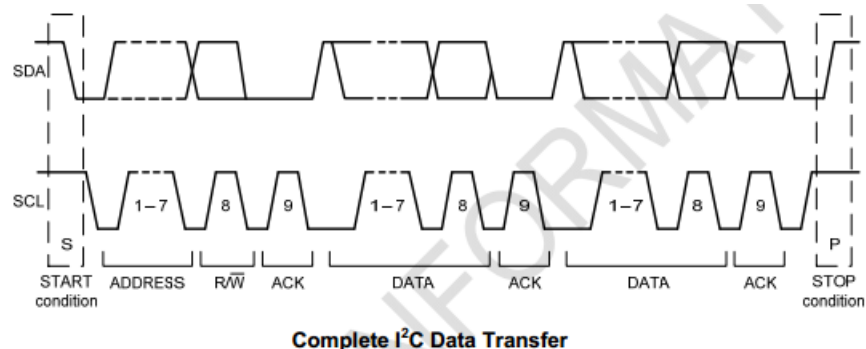 SDA
SCL 1–7 8 9 1–7 8 9 1–7 8 9
S P
START ADDRESS R/W̅ ACK DATA ACK DATA ACK STOP
condition condition
Complete I²C Data Transfer
NFORMAT